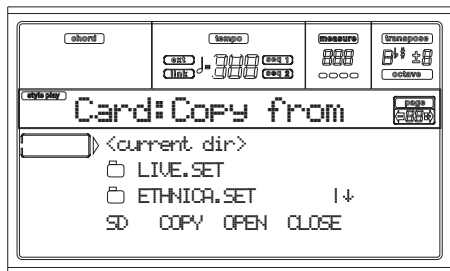 chord tempo measure transpose
ext seq 1
link seq 2
octave
style play page
Card:Copy from
<current dir>
LIVE.SET
ETHNICA.SET
SD COPY OPEN CLOSE